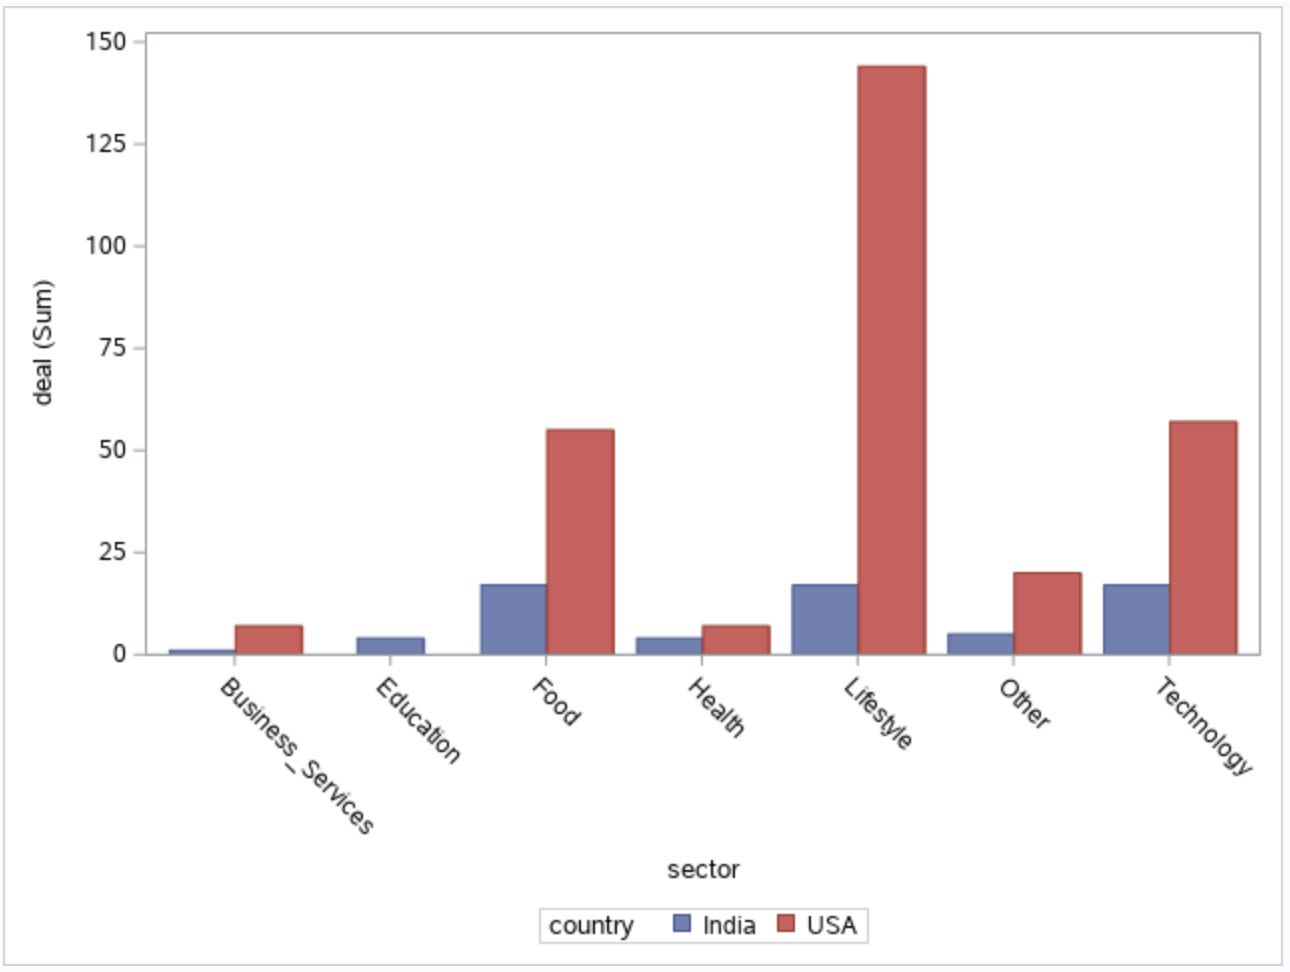 150
125
100
75
50
25
0
deal (Sum)
Business_Services
Education
Food
Health
Lifestyle
Other
Technology
sector
country India USA